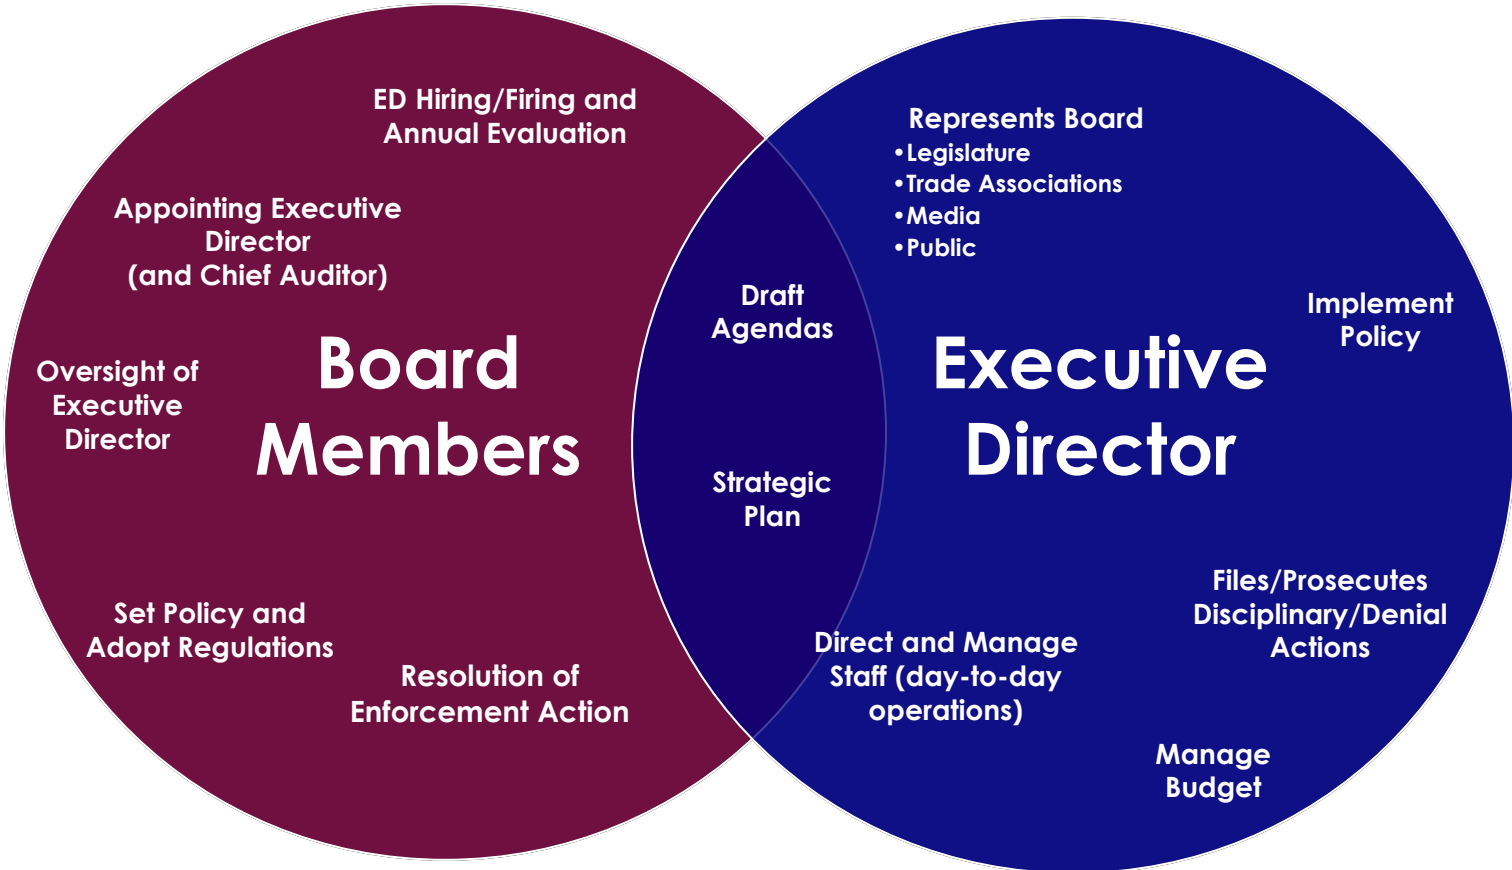 ED Hiring/Firing and
Annual Evaluation
Appointing Executive
Director
(and Chief Auditor)
Oversight of
Executive
Director
Board
Members
Set Policy and
Adopt Regulations
Resolution of
Enforcement Action
Draft
Agendas
Strategic
Plan
Represents Board
•Legislature
•Trade Associations
•Media
•Public
Implement
Policy
Executive
Director
Files/Prosecutes
Disciplinary/Denial
Actions
Direct and Manage
Staff (day-to-day
operations)
Manage
Budget